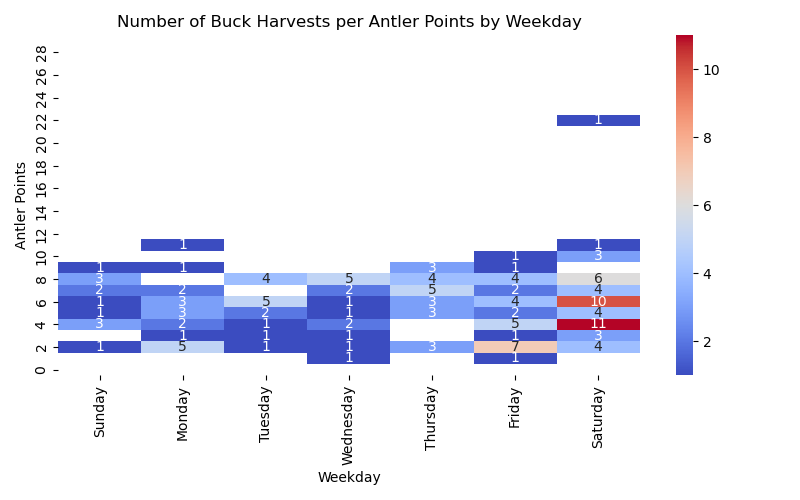 Number of Buck Harvests per Antler Points by Weekday
Antler Points
28
26
24
22 1
20
18
16
14
12
1 1
10 1 3
1 1 3 1
8 3 4 5 4 4 6
2 2 2 5 2 4
6 1 3 5 1 3 4 10
1 3 2 1 3 2 4
4 3 2 1 2 5 11
1 1 1 1 3
2 1 5 1 1 3 7 4
1 1
0
Sunday
Monday
Tuesday
Wednesday
Thursday
Friday
Saturday
Weekday
10
8
6
4
2